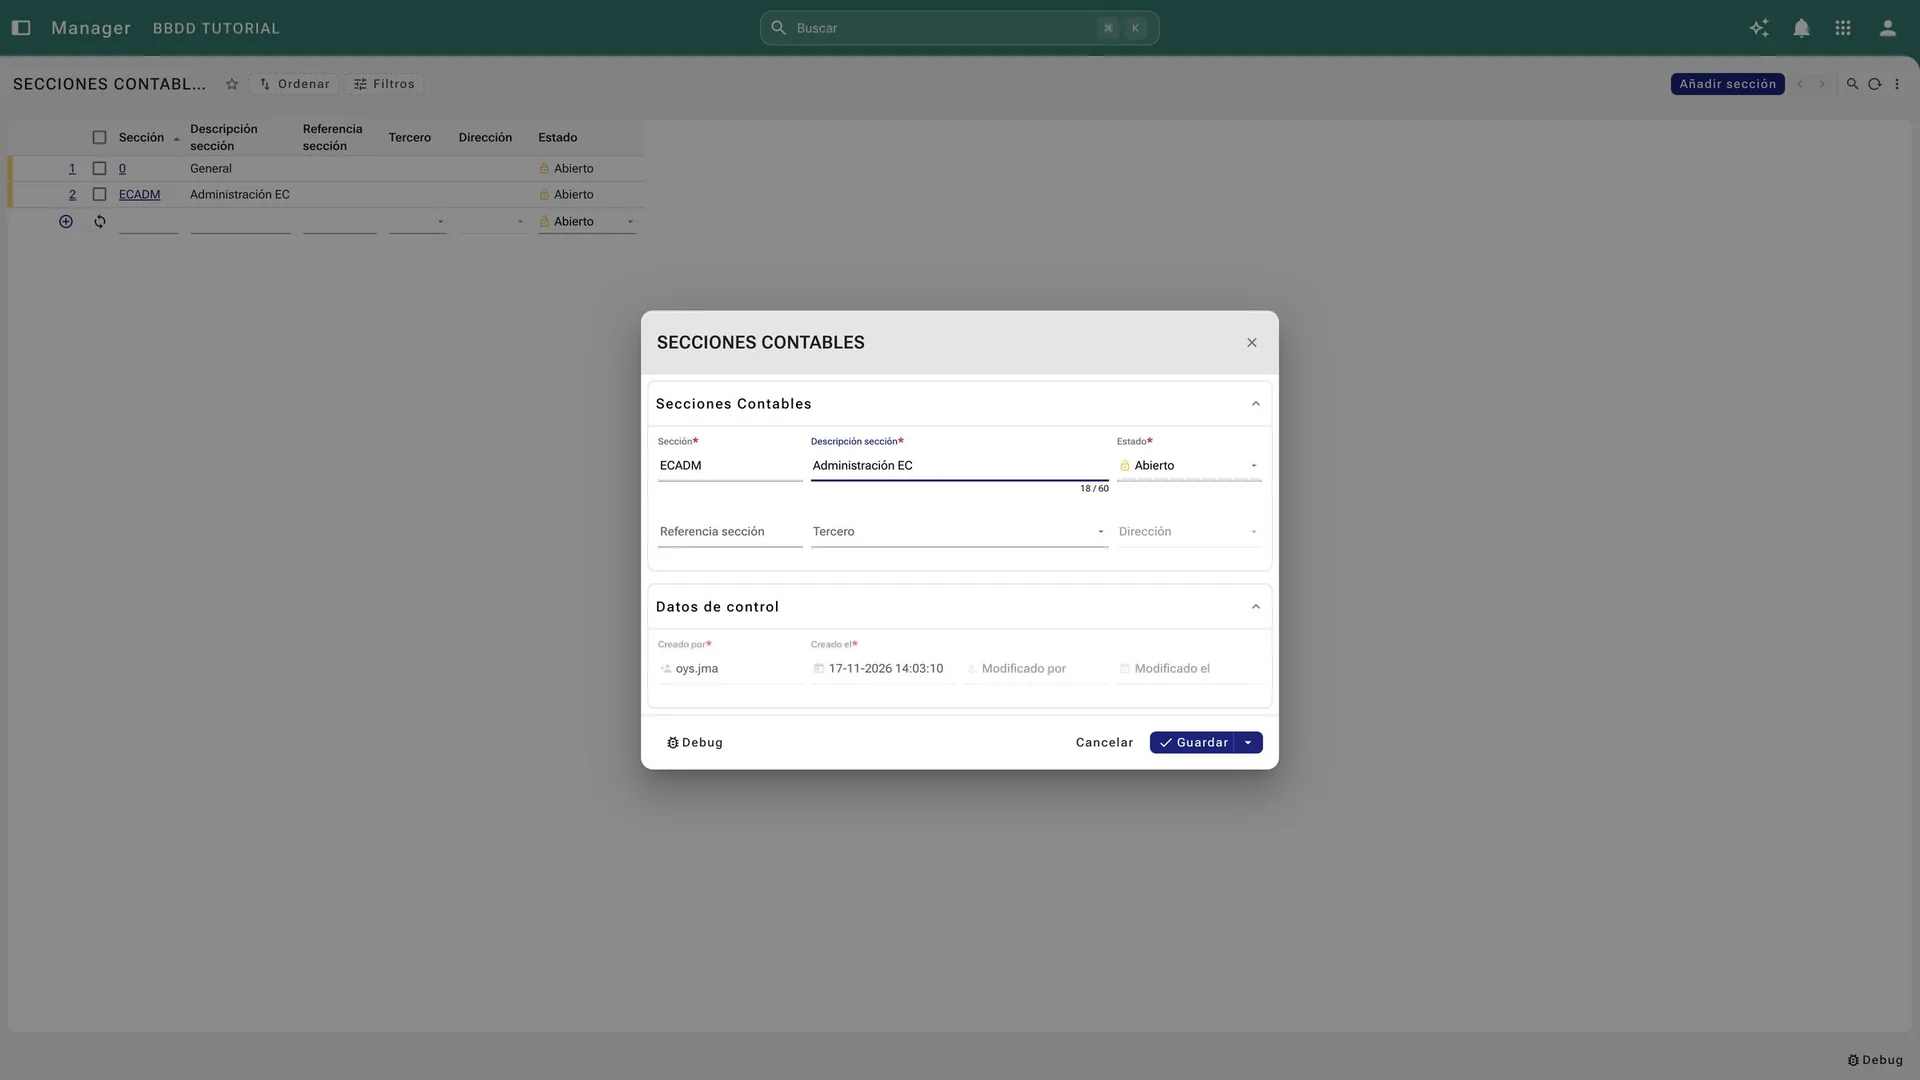 Manager BBDD TUTORIAL Buscar ⌘ K
SECCIONES CONTABL... Ordenar Filtros Añadir sección
Sección Descripción sección Referencia sección Tercero Dirección Estado
1 0 General Abierto
2 ECADM Administración EC Abierto
Abierto
SECCIONES CONTABLES
Secciones Contables
Sección* Descripción sección* Estado*
ECADM Administración EC Abierto
18 / 60
Referencia sección Tercero Dirección
Datos de control
Creado por* Creado el*
oys.jma 17-11-2026 14:03:10 Modificado por Modificado el
Debug Cancelar Guardar
Debug